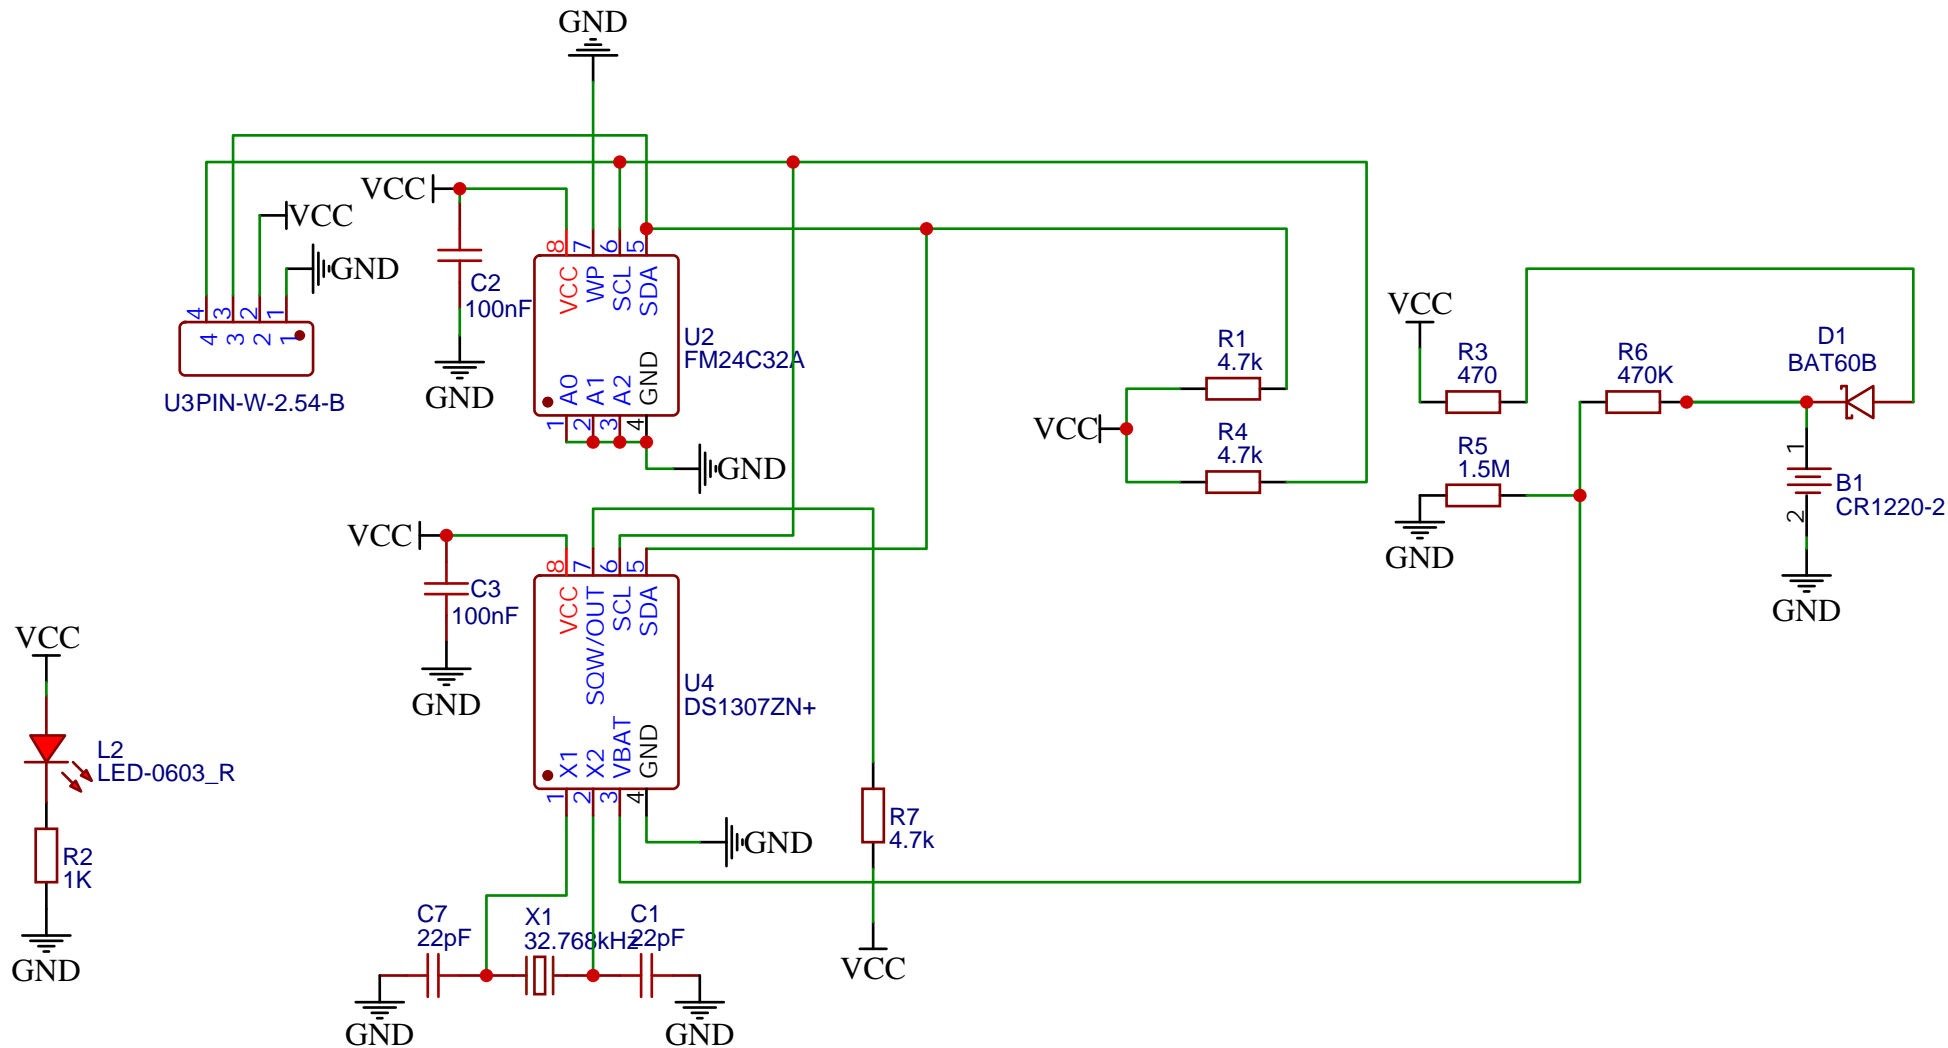 GND
VCC
VCC
GND
4
3
2
1
4
3
2
1
U3PIN-W-2.54-B
C2
100nF
GND
8
7
6
5
VCC
WP
SCL
SDA
U2
FM24C32A
A0
A1
A2
GND
1
2
3
4
GND
R1
4.7k
VCC
R4
4.7k
VCC
R3
470
R6
470K
D1
BAT60B
R5
1.5M
GND
1
B1
CR1220-2
2
GND
VCC
C3
100nF
GND
8
7
6
5
VCC
SQW/OUT
SCL
SDA
U4
DS1307ZN+
X1
X2
VBAT
GND
1
2
3
4
GND
R7
4.7k
VCC
VCC
L2
LED-0603_R
R2
1K
GND
C7
22pF
X1
32.768kHz
C1
22pF
GND
GND